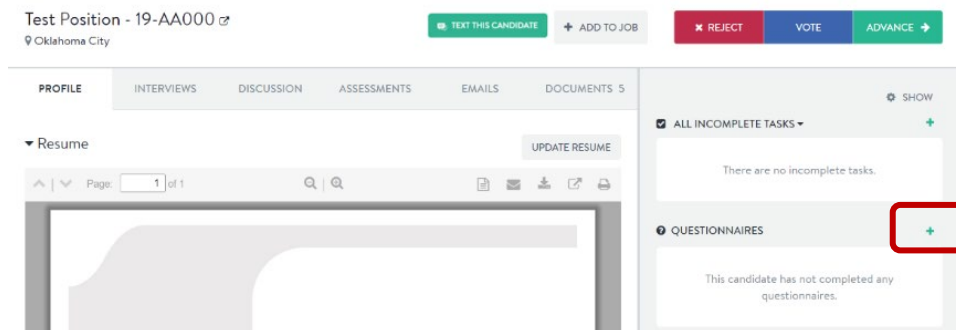 Test Position - 19-AA000
Oklahoma City
TEXT THIS CANDIDATE
+ ADD TO JOB
✖ REJECT
VOTE
ADVANCE →
PROFILE
INTERVIEWS
DISCUSSION
ASSESSMENTS
EMAILS
DOCUMENTS 5
SHOW
▾ Resume
UPDATE RESUME
Page: 1 of 1
ALL INCOMPLETE TASKS ▾ +
There are no incomplete tasks.
QUESTIONNAIRES +
This candidate has not completed any
questionnaires.